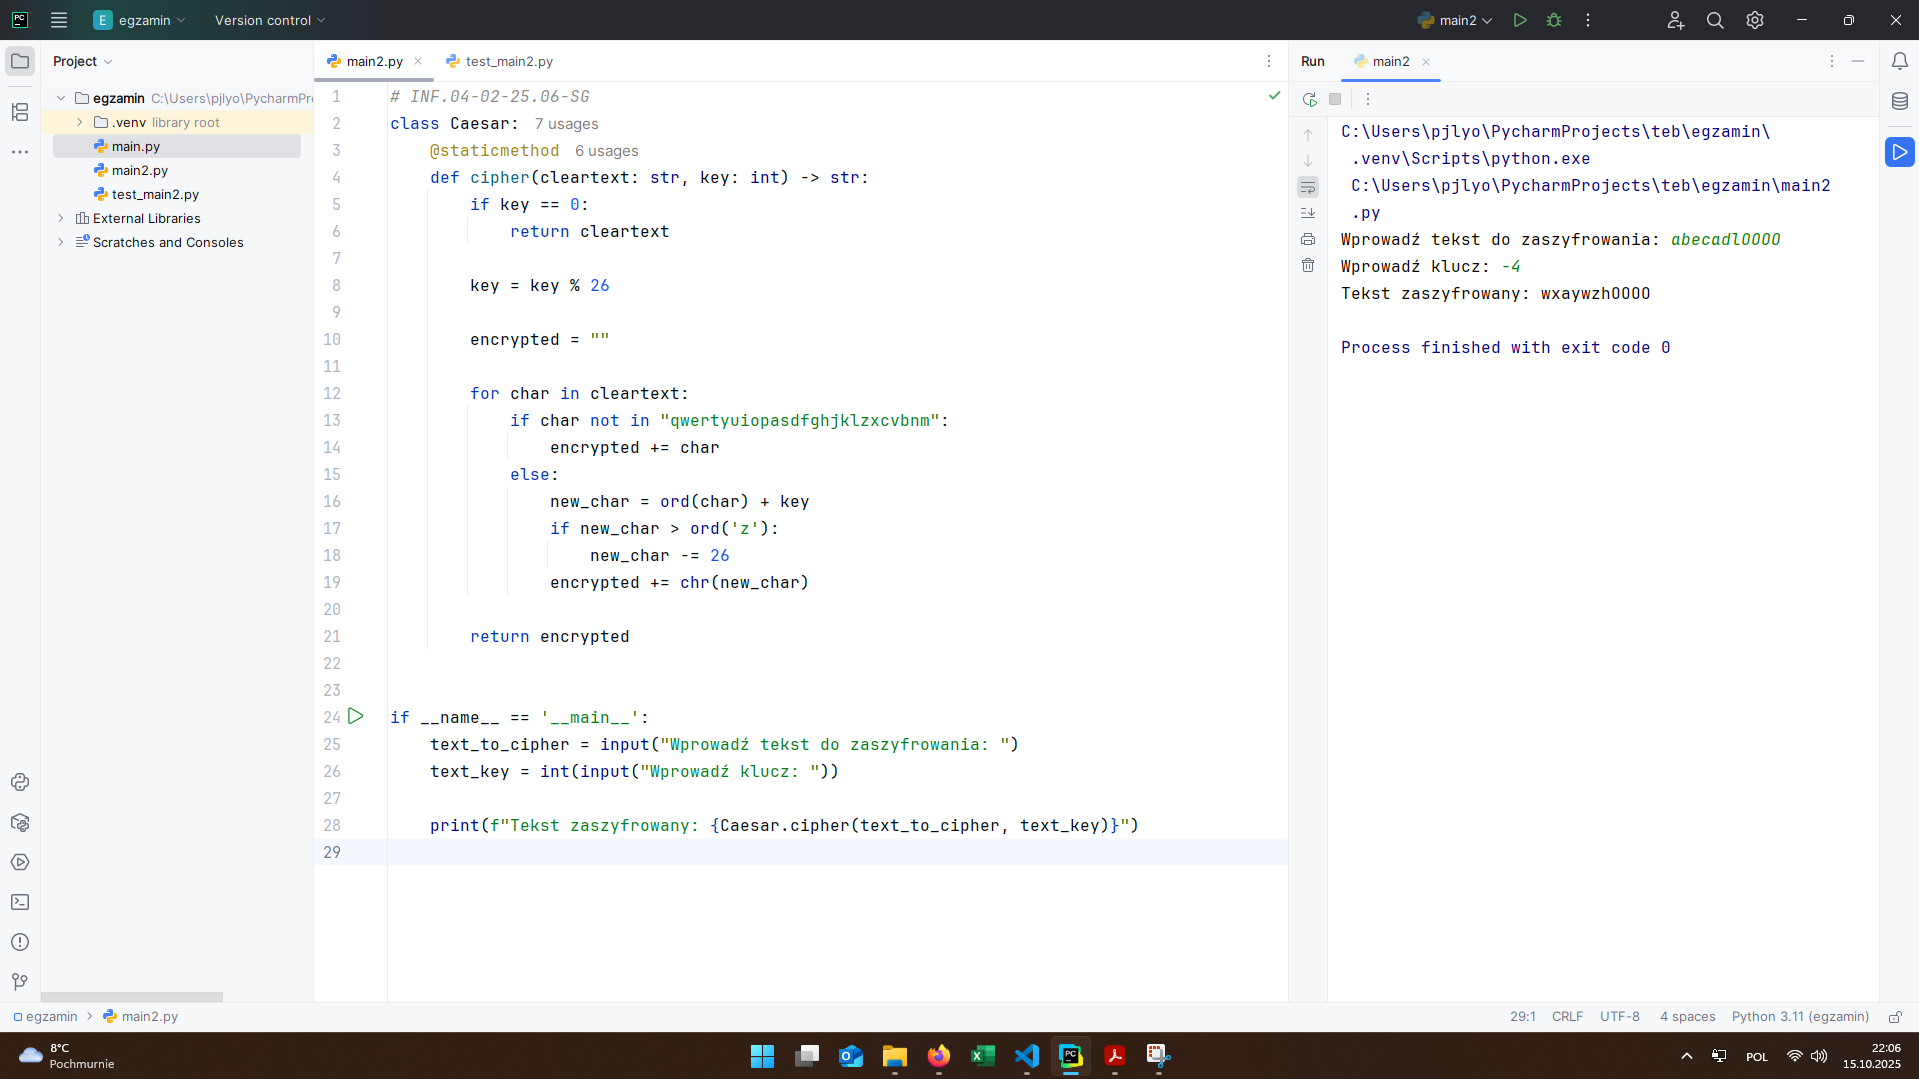 PC
E egzamin
Version control
main2
Project
main2.py
test_main2.py
Run main2
egzamin C:\Users\pjlyo\PycharmPr
.venv library root
main.py
main2.py
test_main2.py
External Libraries
Scratches and Consoles
1 # INF.04-02-25.06-SG
2 class Caesar: 7 usages
3 @staticmethod 6 usages
4 def cipher(cleartext: str, key: int) -> str:
5 if key == 0:
6 return cleartext
7
8 key = key % 26
9
10 encrypted = ""
11
12 for char in cleartext:
13 if char not in "qwertyuiopasdfghjklzxcvbnm":
14 encrypted += char
15 else:
16 new_char = ord(char) + key
17 if new_char > ord('z'):
18 new_char -= 26
19 encrypted += chr(new_char)
20
21 return encrypted
22
23
24 if __name__ == '__main__':
25 text_to_cipher = input("Wprowadź tekst do zaszyfrowania: ")
26 text_key = int(input("Wprowadź klucz: "))
27
28 print(f"Tekst zaszyfrowany: {Caesar.cipher(text_to_cipher, text_key)}")
29
C:\Users\pjlyo\PycharmProjects\teb\egzamin\
.venv\Scripts\python.exe
C:\Users\pjlyo\PycharmProjects\teb\egzamin\main2
.py
Wprowadź tekst do zaszyfrowania: abecadlOOOO
Wprowadź klucz: -4
Tekst zaszyfrowany: wxaywzhOOOO
Process finished with exit code 0
egzamin > main2.py
29:1 CRLF UTF-8 4 spaces Python 3.11 (egzamin)
8°C
Pochmurnie
POL
22:06
15.10.2025